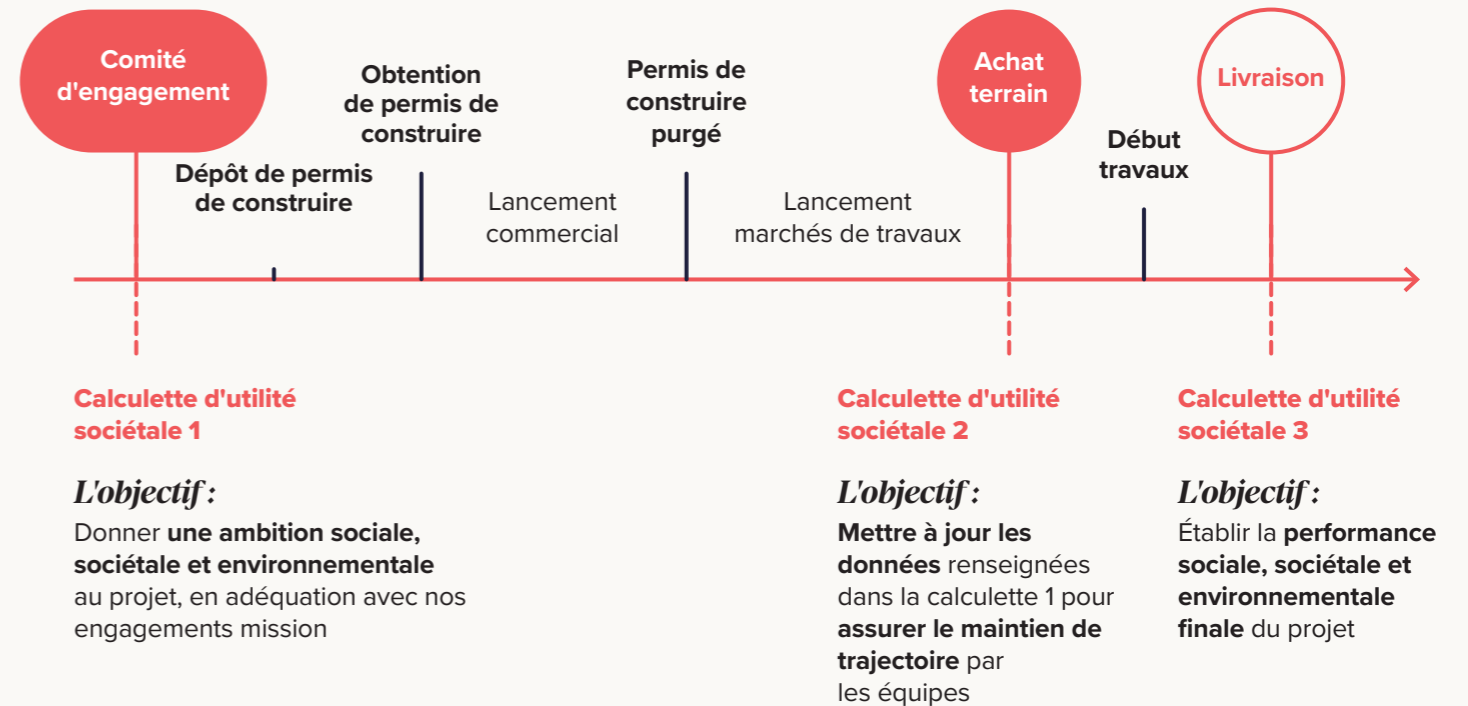 Comité
d'engagement
Dépôt de permis
de construire
Obtention
de permis de
construire
Lancement
commercial
Permis de
construire
purgé
Lancement
marchés de travaux
Achat
terrain
Début
travaux
Livraison
Calculette d'utilité
sociétale 1
L'objectif :
Donner une ambition sociale,
sociétale et environnementale
au projet, en adéquation avec nos
engagements mission
Calculette d'utilité
sociétale 2
L'objectif :
Mettre à jour les
données renseignées
dans la calculette 1 pour
assurer le maintien de
trajectoire par
les équipes
Calculette d'utilité
sociétale 3
L'objectif :
Établir la performance
sociale, sociétale et
environnementale
finale du projet